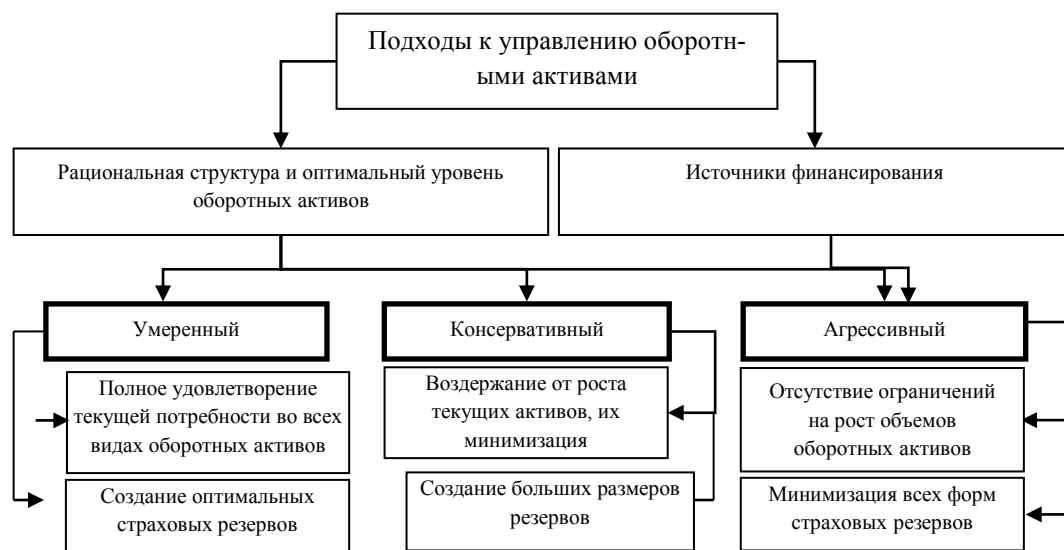 Подходы к управлению оборотн-
ыми активами
Рациональная структура и оптимальный уровень
оборотных активов
Источники финансирования
Умеренный
Консервативный
Агрессивный
Полное удовлетворение
текущей потребности во всех
видах оборотных активов
Воздержание от роста
текущих активов, их
минимизация
Отсутствие ограничений
на рост объемов
оборотных активов
Создание оптимальных
страховых резервов
Создание больших размеров
резервов
Минимизация всех форм
страховых резервов